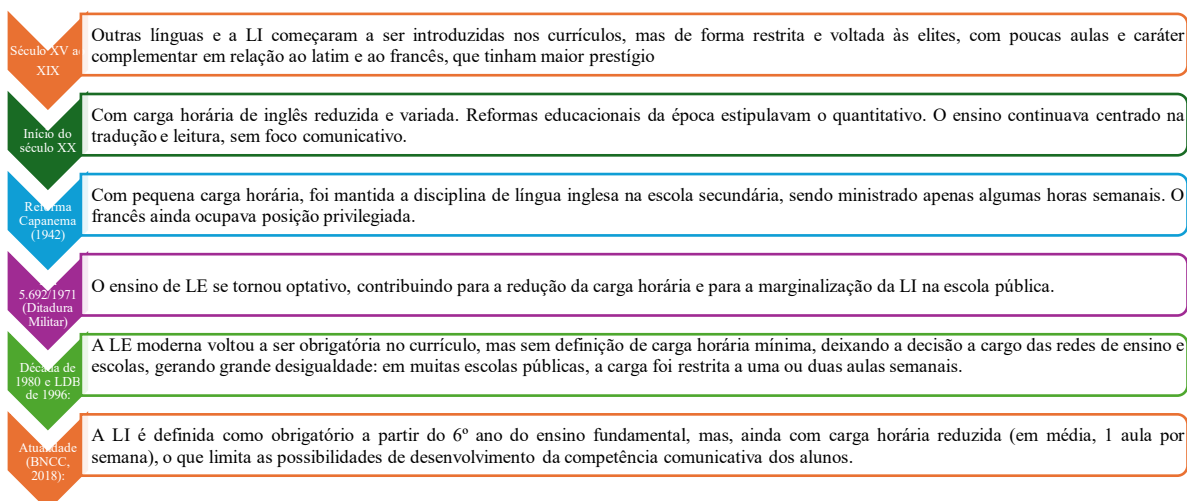 Século XV ao
XIX
Outras línguas e a LI começaram a ser introduzidas nos currículos, mas de forma restrita e voltada às elites, com poucas aulas e caráter
complementar em relação ao latim e ao francês, que tinham maior prestígio
Início do
século XX
Com carga horária de inglês reduzida e variada. Reformas educacionais da época estipulavam o quantitativo. O ensino continuava centrado na
tradução e leitura, sem foco comunicativo.
Reforma
Capanema
(1942)
Com pequena carga horária, foi mantida a disciplina de língua inglesa na escola secundária, sendo ministrado apenas algumas horas semanais. O
francês ainda ocupava posição privilegiada.
5.692/1971
(Ditadura
Militar)
O ensino de LE se tornou optativo, contribuindo para a redução da carga horária e para a marginalização da LI na escola pública.
Década de
1980 e LDB
de 1996:
A LE moderna voltou a ser obrigatória no currículo, mas sem definição de carga horária mínima, deixando a decisão a cargo das redes de ensino e
escolas, gerando grande desigualdade: em muitas escolas públicas, a carga foi restrita a uma ou duas aulas semanais.
Atualidade
(BNCC,
2018):
A LI é definida como obrigatório a partir do 6º ano do ensino fundamental, mas, ainda com carga horária reduzida (em média, 1 aula por
semana), o que limita as possibilidades de desenvolvimento da competência comunicativa dos alunos.